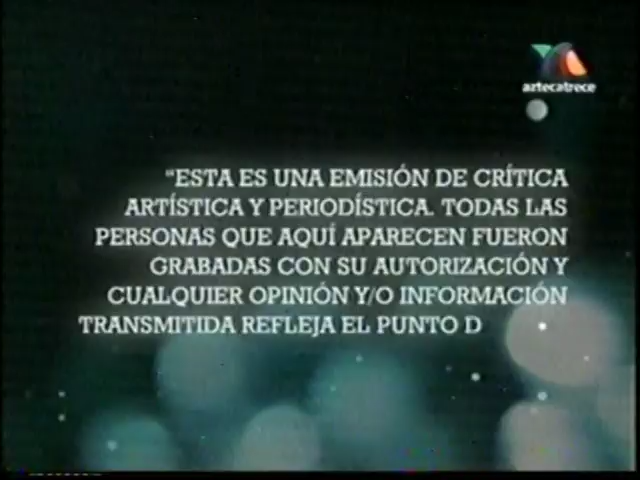 aztecatrece
"ESTA ES UNA EMISIÓN DE CRÍTICA
ARTÍSTICA Y PERIODÍSTICA. TODAS LAS
PERSONAS QUE AQUÍ APARECEN FUERON
GRABADAS CON SU AUTORIZACIÓN Y
CUALQUIER OPINIÓN Y/O INFORMACIÓN
TRANSMITIDA REFLEJA EL PUNTO D